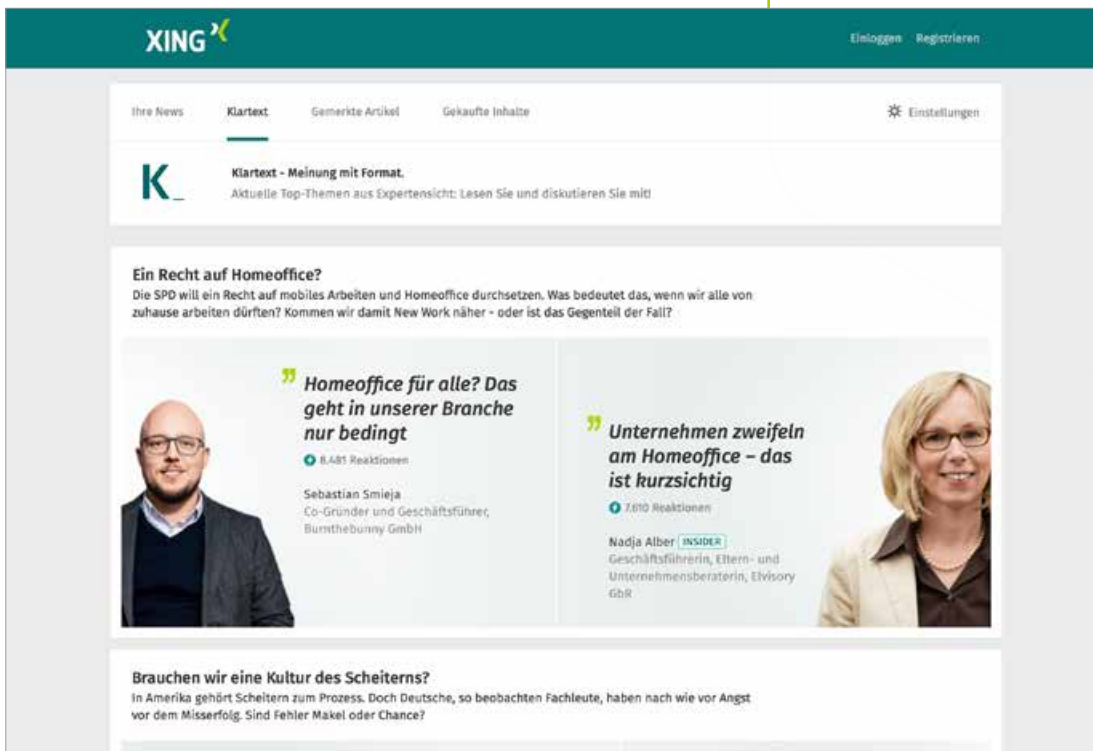 XING
Einloggen Registrieren
Ihre News Klartext Gemerkte Artikel Gekaufte Inhalte Einstellungen
K_
Klartext - Meinung mit Format.
Aktuelle Top-Themen aus Expertensicht: Lesen Sie und diskutieren Sie mit!
Ein Recht auf Homeoffice?
Die SPD will ein Recht auf mobiles Arbeiten und Homeoffice durchsetzen. Was bedeutet das, wenn wir alle von
zuhause arbeiten dürften? Kommen wir damit New Work näher - oder ist das Gegenteil der Fall?
” Homeoffice für alle? Das
geht in unserer Branche
nur bedingt
8.481 Reaktionen
Sebastian Smieja
Co-Gründer und Geschäftsführer,
Burnthebunny GmbH
” Unternehmen zweifeln
am Homeoffice – das
ist kurzsichtig
7.610 Reaktionen
Nadja Alber INSIDER
Geschäftsführerin, Eltern- und
Unternehmensberaterin, Elvisory
GbR
Brauchen wir eine Kultur des Scheiterns?
In Amerika gehört Scheitern zum Prozess. Doch Deutsche, so beobachten Fachleute, haben nach wie vor Angst
vor dem Misserfolg. Sind Fehler Makel oder Chance?